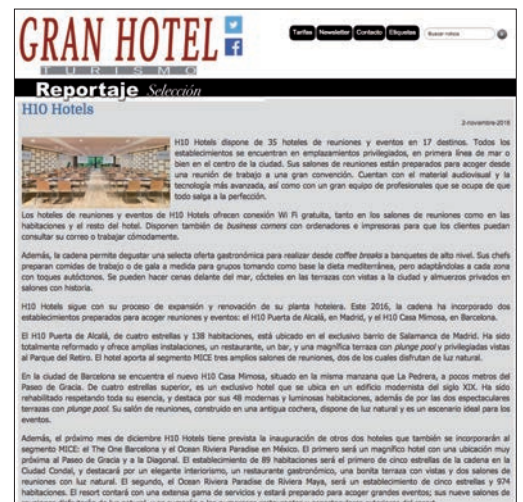 GRAN HOTEL
TURISMO
Tarifas Newsletter Contacto Etiquetas
Reportaje Selección
H10 Hotels
2-noviembre-2016
H10 Hotels dispone de 35 hoteles de reuniones y eventos en 17 destinos. Todos los
establecimientos se encuentran en emplazamientos privilegiados, en primera línea de mar o
bien en el centro de la ciudad. Sus salones de reuniones están preparados para acoger desde
una reunión de trabajo a una gran convención. Cuentan con el material audiovisual y la
tecnología más avanzada, así como con un gran equipo de profesionales que se ocupa de que
todo salga a la perfección.
Los hoteles de reuniones y eventos de H10 Hotels ofrecen conexión Wi Fi gratuita, tanto en los salones de reuniones como en las
habitaciones y el resto del hotel. Disponen también de business corners con ordenadores e impresoras para que los clientes puedan
consultar su correo o trabajar cómodamente.
Además, la cadena permite degustar una selecta oferta gastronómica para realizar desde coffee breaks a banquetes de alto nivel. Sus chefs
preparan comidas de trabajo o de gala a medida para grupos tomando como base la dieta mediterránea, pero adaptándolas a cada zona
con toques autóctonos. Se pueden hacer cenas delante del mar, cócteles en las terrazas con vistas a la ciudad y almuerzos privados en
salones con historia.
H10 Hotels sigue con su proceso de expansión y renovación de su planta hotelera. Este 2016, la cadena ha incorporado dos
establecimientos preparados para acoger reuniones y eventos: el H10 Puerta de Alcalá, en Madrid, y el H10 Casa Mimosa, en Barcelona.
El H10 Puerta de Alcalá, de cuatro estrellas y 138 habitaciones, está ubicado en el exclusivo barrio de Salamanca de Madrid. Ha sido
totalmente reformado y ofrece amplias instalaciones, un restaurante, un bar, y una magnífica terraza con plunge pool y privilegiadas vistas
al Parque del Retiro. El hotel aporta al segmento MICE tres amplios salones de reuniones, dos de los cuales disfrutan de luz natural.
En la ciudad de Barcelona se encuentra el nuevo H10 Casa Mimosa, situado en la misma manzana que La Pedrera, a pocos metros del
Paseo de Gracia. De cuatro estrellas superior, es un exclusivo hotel que se ubica en un edificio modernista del siglo XIX. Ha sido
rehabilitado respetando toda su esencia, y destaca por sus 48 modernas y luminosas habitaciones, además de por las dos espectaculares
terrazas con plunge pool. Su salón de reuniones, construido en una antigua cochera, dispone de luz natural y es un escenario ideal para los
eventos.
Además, el próximo mes de diciembre H10 Hotels tiene prevista la inauguración de otros dos hoteles que también se incorporarán al
segmento MICE: el The One Barcelona y el Ocean Riviera Paradise en México. El primero será un magnífico hotel con una ubicación muy
próxima al Paseo de Gracia y a la Diagonal. El establecimiento de 89 habitaciones será el primero de cinco estrellas de la cadena en la
Ciudad Condal, y destacará por un elegante interiorismo, un restaurante gastronómico, una bonita terraza con vistas y dos salones de
reuniones con luz natural. El segundo, el Ocean Riviera Paradise de Riviera Maya, será un establecimiento de cinco estrellas y 974
habitaciones. El resort contará con una extensa gama de servicios y estará preparado para acoger grandes eventos; sus nueve salones de